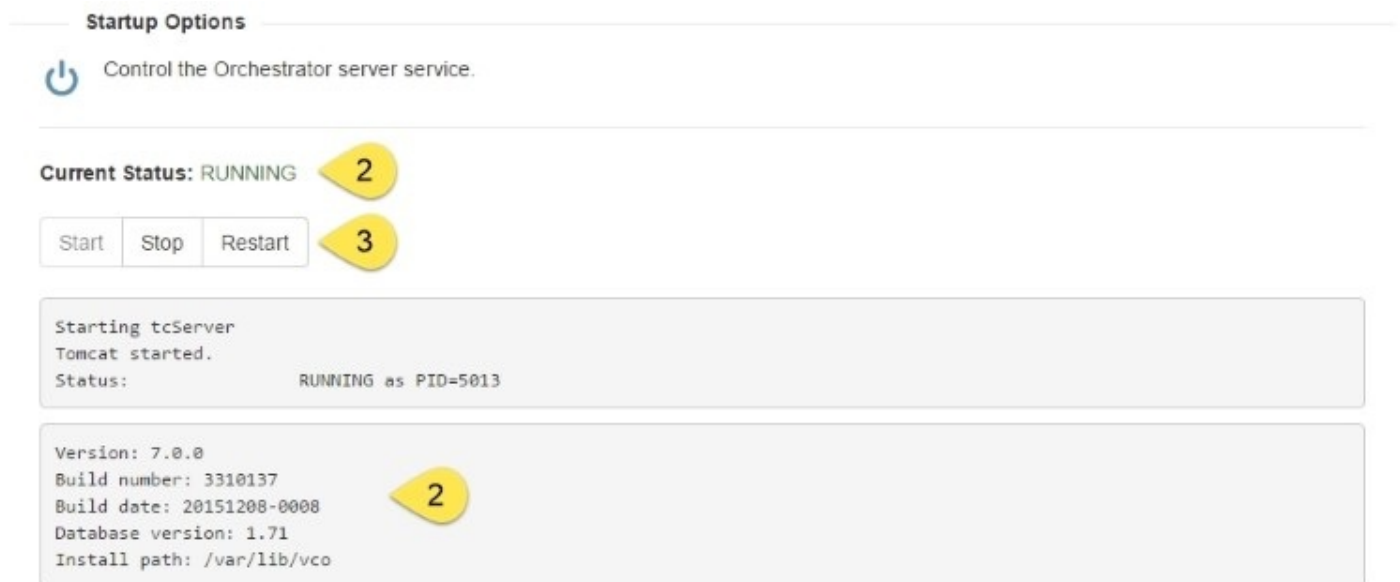 Startup Options
Control the Orchestrator server service.
Current Status: RUNNING 2
Start Stop Restart 3
Starting tcServer
Tomcat started.
Status: RUNNING as PID=5013
Version: 7.0.0
Build number: 3310137
Build date: 20151208-0008 2
Database version: 1.71
Install path: /var/lib/vco